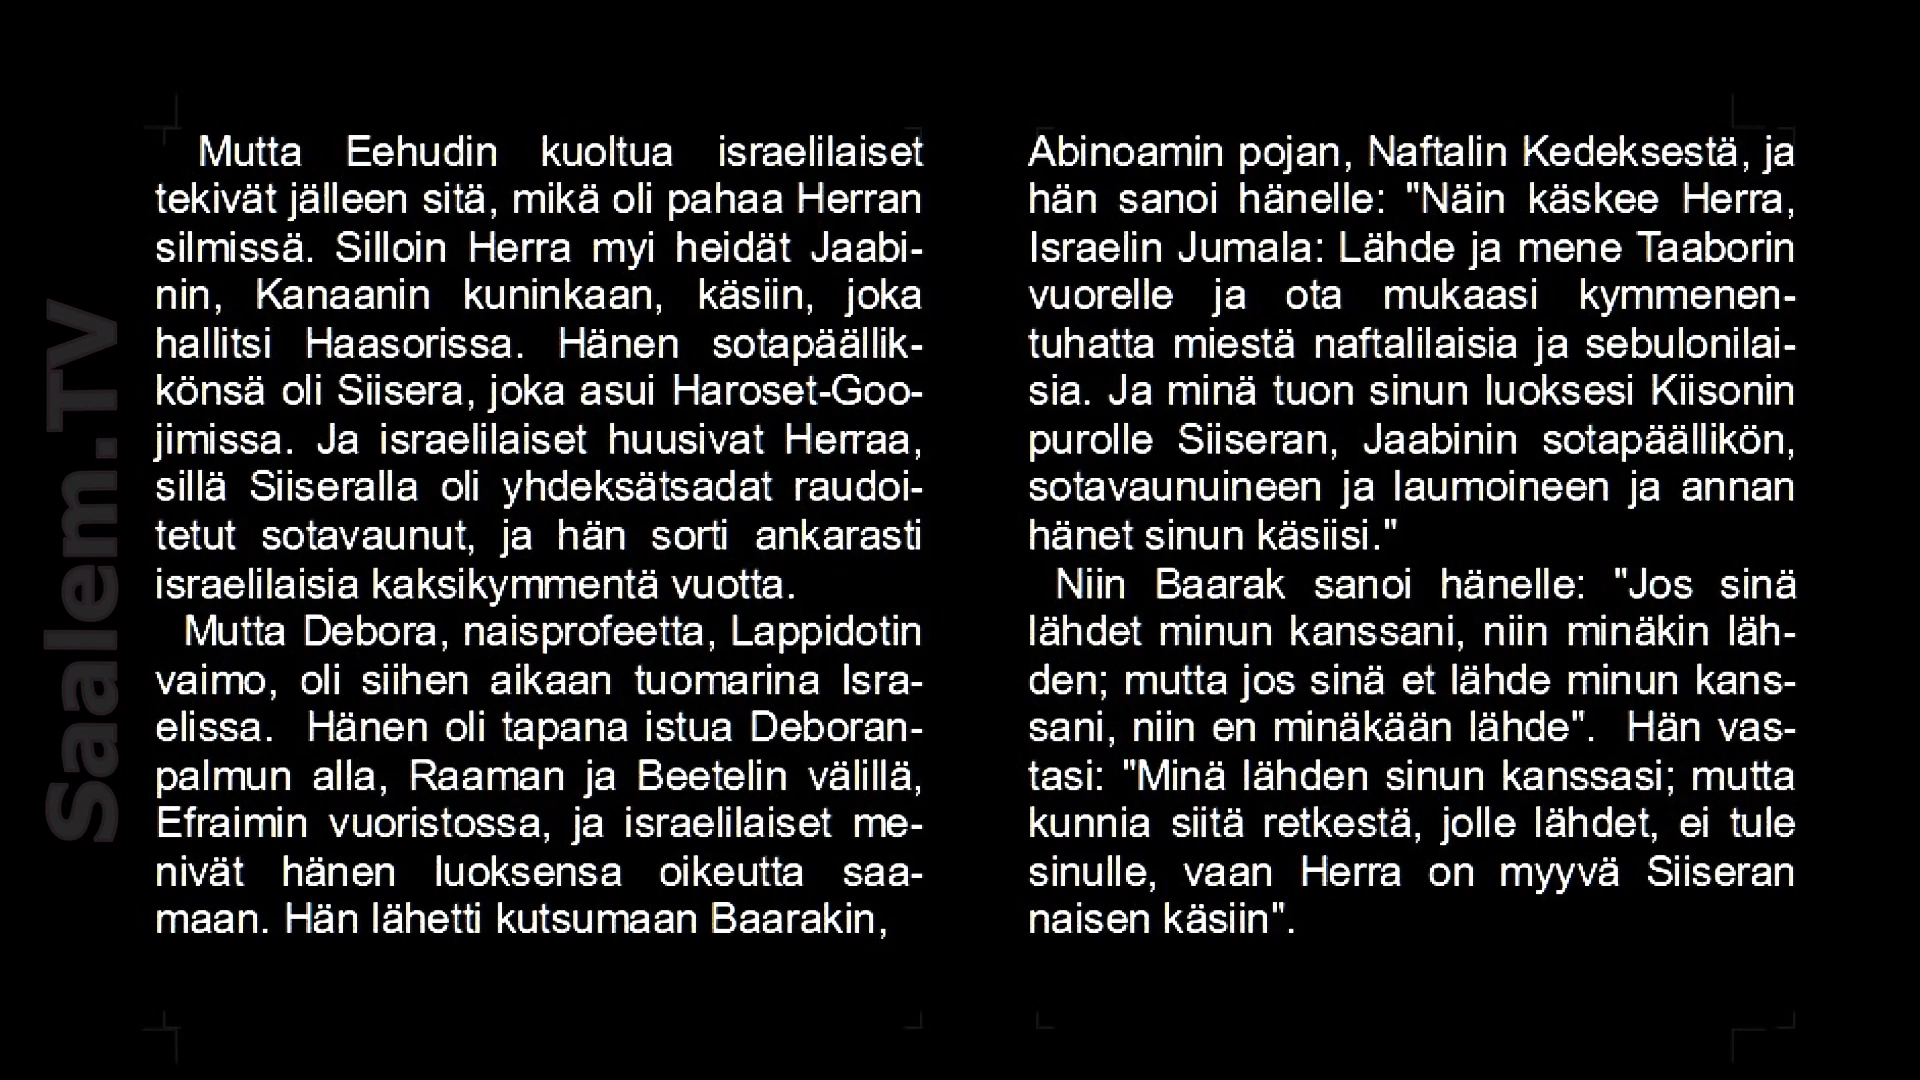 Saalem.TV
Mutta Eehudin kuoltua israelilaiset
tekivät jälleen sitä, mikä oli pahaa Herran
silmissä. Silloin Herra myi heidät Jaabi-
nin, Kanaanin kuninkaan, käsiin, joka
hallitsi Haasorissa. Hänen sotapäällik-
könsä oli Siisera, joka asui Haroset-Goo-
jimissa. Ja israelilaiset huusivat Herraa,
sillä Siiseralla oli yhdeksätsadat raudoi-
tetut sotavaunut, ja hän sorti ankarasti
israelilaisia kaksikymmentä vuotta.
Mutta Debora, naisprofeetta, Lappidotin
vaimo, oli siihen aikaan tuomarina Isra-
elissa. Hänen oli tapana istua Deboran-
palmun alla, Raaman ja Beetelin välillä,
Efraimin vuoristossa, ja israelilaiset me-
nivät hänen luoksensa oikeutta saa-
maan. Hän lähetti kutsumaan Baarakin,
Abinoamin pojan, Naftalin Kedeksestä, ja
hän sanoi hänelle: "Näin käskee Herra,
Israelin Jumala: Lähde ja mene Taaborin
vuorelle ja ota mukaasi kymmenen-
tuhatta miestä naftalilaisia ja sebulonilai-
sia. Ja minä tuon sinun luoksesi Kiisonin
purolle Siiseran, Jaabinin sotapäällikön,
sotavaunuineen ja laumoineen ja annan
hänet sinun käsiisi."
Niin Baarak sanoi hänelle: "Jos sinä
lähdet minun kanssani, niin minäkin läh-
den; mutta jos sinä et lähde minun kans-
sani, niin en minäkään lähde". Hän vas-
tasi: "Minä lähden sinun kanssasi; mutta
kunnia siitä retkestä, jolle lähdet, ei tule
sinulle, vaan Herra on myyvä Siiseran
naisen käsiin".